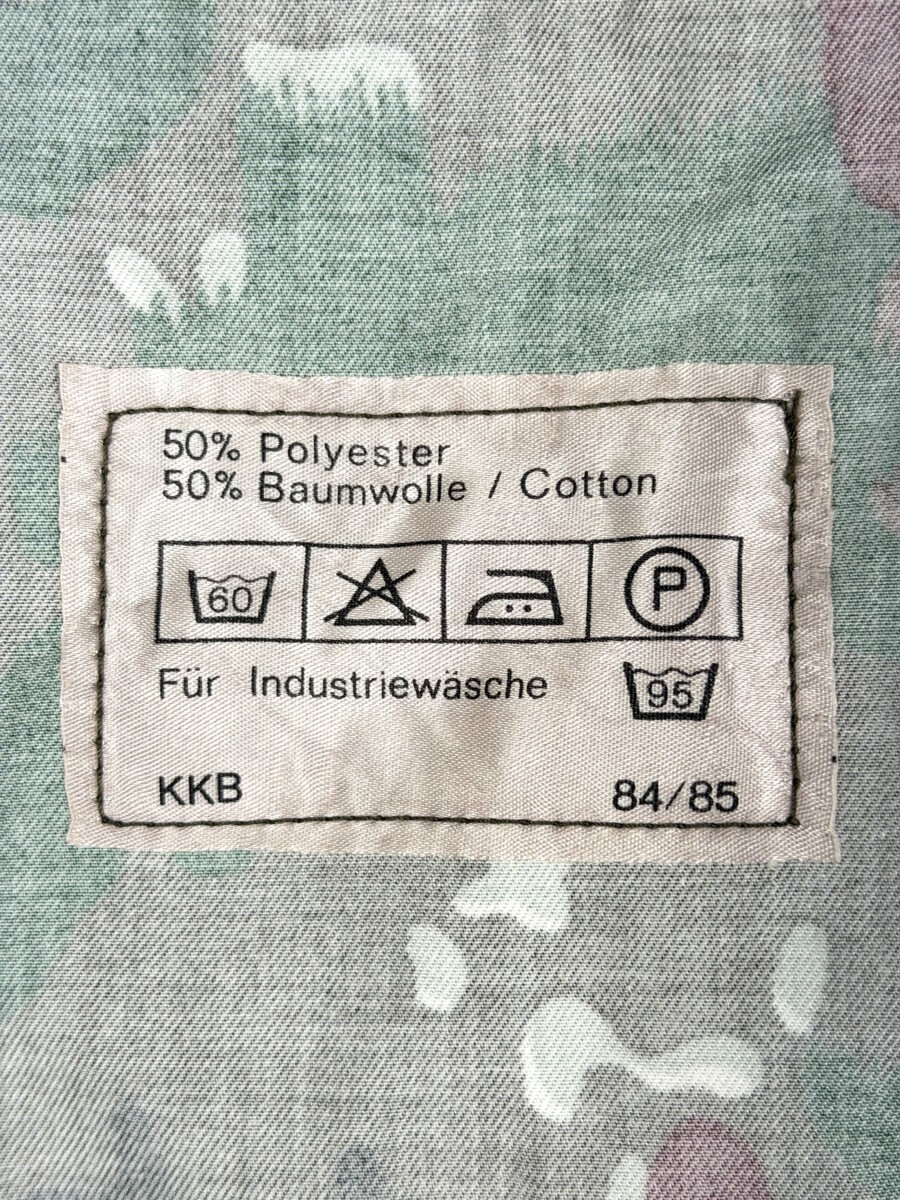 50% Polyester
50% Baumwolle / Cotton
60 P
Für Industriewäsche 95
KKB 84/85